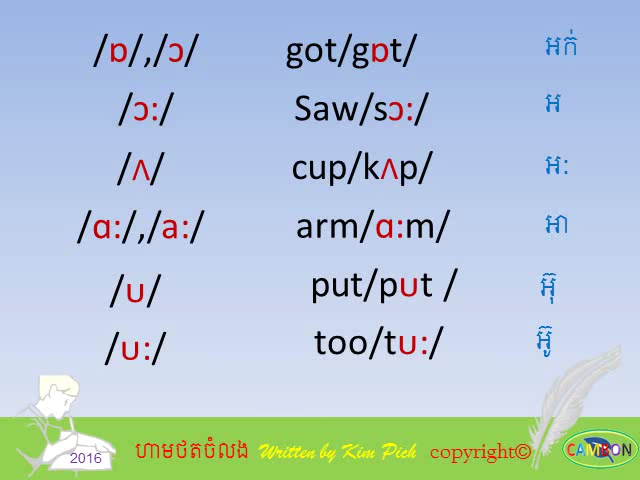 /ɒ/,/ɔ/ got/gɒt/ អក់
/ɔ:/ Saw/sɔ:/ អ
/ʌ/ cup/kʌp/ អៈ
/ɑ:/,/a:/ arm/ɑ:m/ អា
/ʊ/ put/pʊt / អ៊ុ
/ʊ:/ too/tʊ:/ អ៊ូ
2016 ហាមថតចំលង Written by Kim Pich copyright© CAMBON